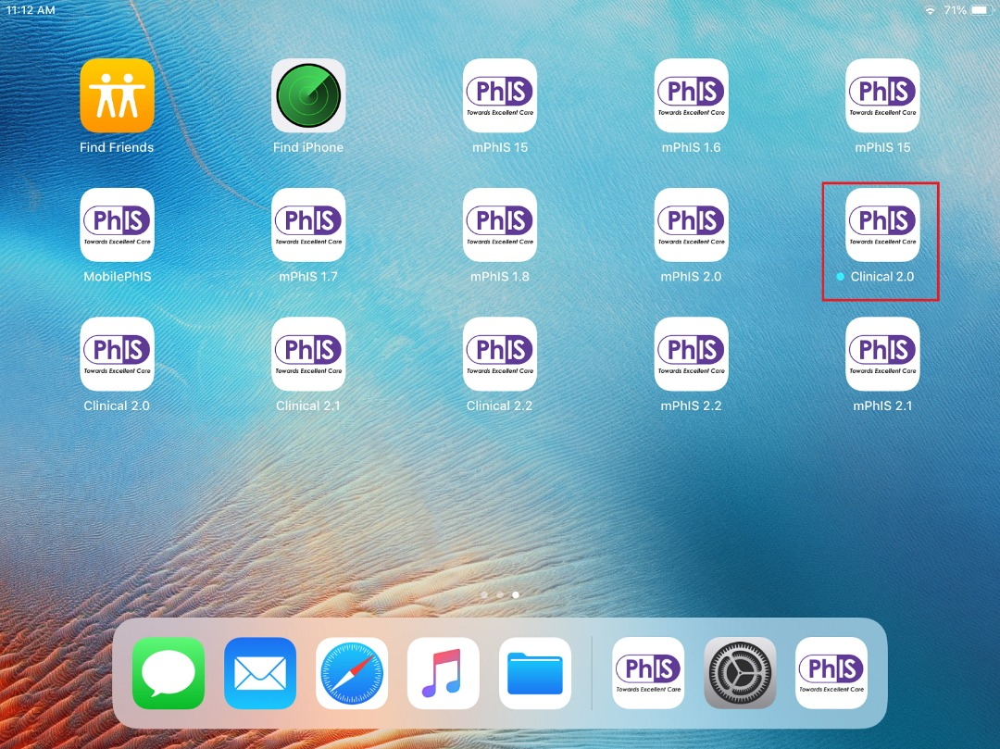 11:12 AM 71%
PhIS PhIS PhIS
Towards Excellent Care Towards Excellent Care Towards Excellent Care
Find Friends Find iPhone mPhIS 15 mPhIS 1.6 mPhIS 15
PhIS PhIS PhIS PhIS PhIS
Towards Excellent Care Towards Excellent Care Towards Excellent Care Towards Excellent Care Towards Excellent Care
MobilePhIS mPhIS 1.7 mPhIS 1.8 mPhIS 2.0 Clinical 2.0
PhIS PhIS PhIS PhIS PhIS
Towards Excellent Care Towards Excellent Care Towards Excellent Care Towards Excellent Care Towards Excellent Care
Clinical 2.0 Clinical 2.1 Clinical 2.2 mPhIS 2.2 mPhIS 2.1
PhIS PhIS
Towards Excellent Care Towards Excellent Care